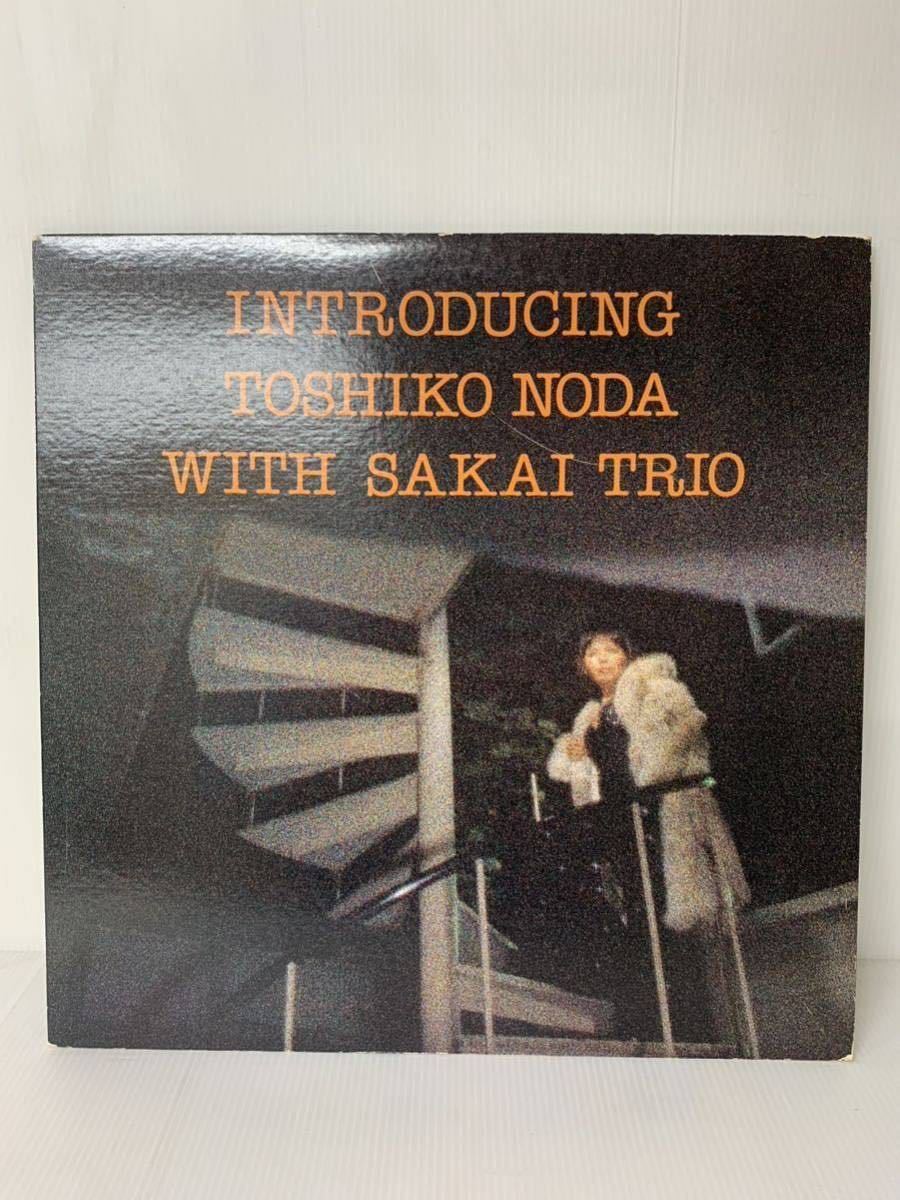 INTRODUCING
TOSHIKO NODA
WITH SAKAI TRIO